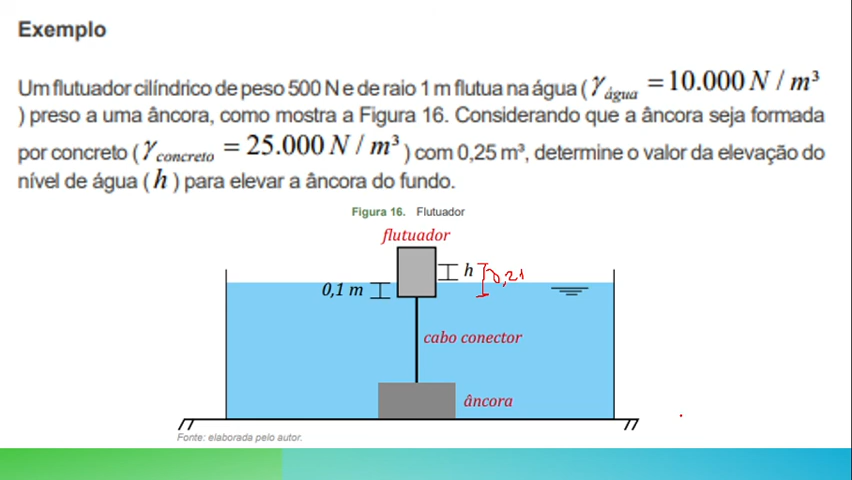 Exemplo
Um flutuador cilíndrico de peso 500 N e de raio 1 m flutua na água ( γágua = 10.000 N / m³
) preso a uma âncora, como mostra a Figura 16. Considerando que a âncora seja formada
por concreto ( γconcreto = 25.000 N / m³ ) com 0,25 m³, determine o valor da elevação do
nível de água ( h ) para elevar a âncora do fundo.
Figura 16. Flutuador
flutuador
h 0,21
0,1 m
cabo conector
âncora
Fonte: elaborada pelo autor.